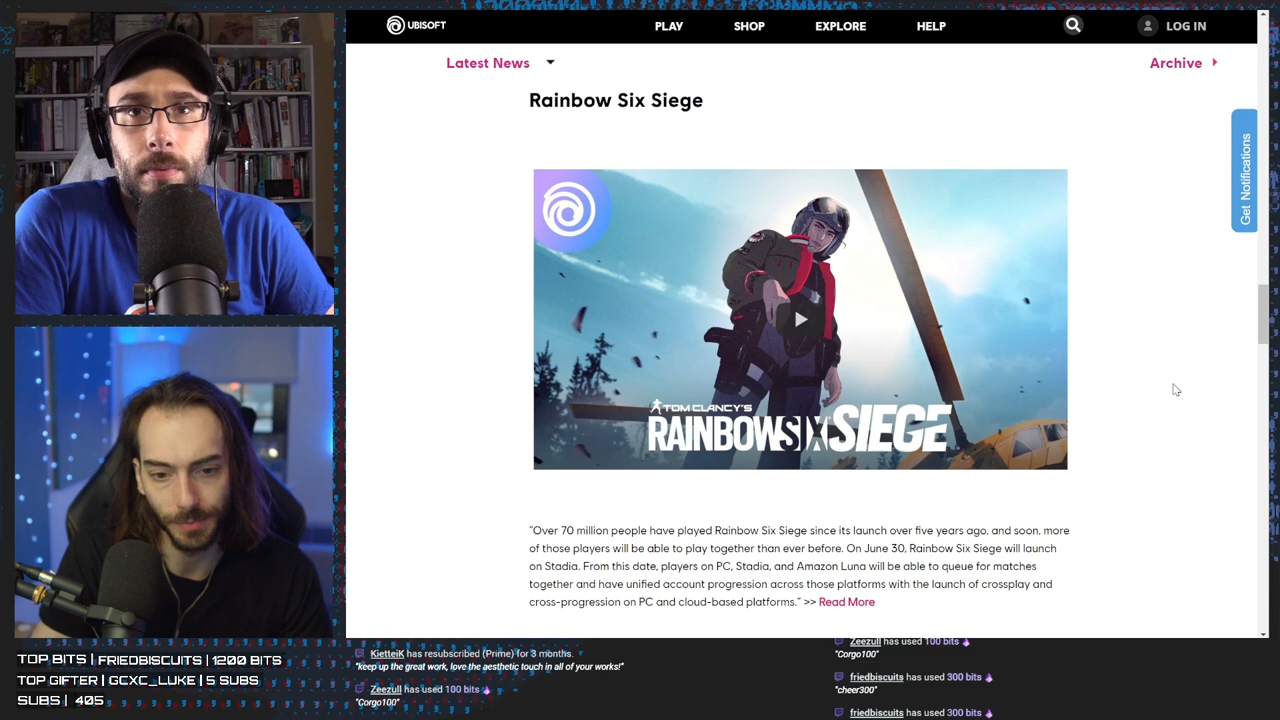 UBISOFT
PLAY
SHOP
EXPLORE
HELP
LOG IN
Latest News
Archive
Rainbow Six Siege
Get Notifications
TOM CLANCY'S
RAINBOWSIX SIEGE
"Over 70 million people have played Rainbow Six Siege since its launch over five years ago, and soon, more
of those players will be able to play together than ever before. On June 30, Rainbow Six Siege will launch
on Stadia. From this date, players on PC, Stadia, and Amazon Luna will be able to queue for matches
together and have unified account progression across those platforms with the launch of crossplay and
cross-progression on PC and cloud-based platforms." >> Read More
TOP BITS | FRIEDBISCUITS | 1200 BITS
TOP GIFTER | GCXC_LUKE | 5 SUBS
SUBS | 405
KietteiK has resubscribed (Prime) for 3 months.
"keep up the great work, love the aesthetic touch in all of your works!"
Zeezull has used 100 bits
"Corgo100"
Zeezull has used 100 bits
"Corgo100"
friedbiscuits has used 300 bits
"cheer300"
friedbiscuits has used 300 bits